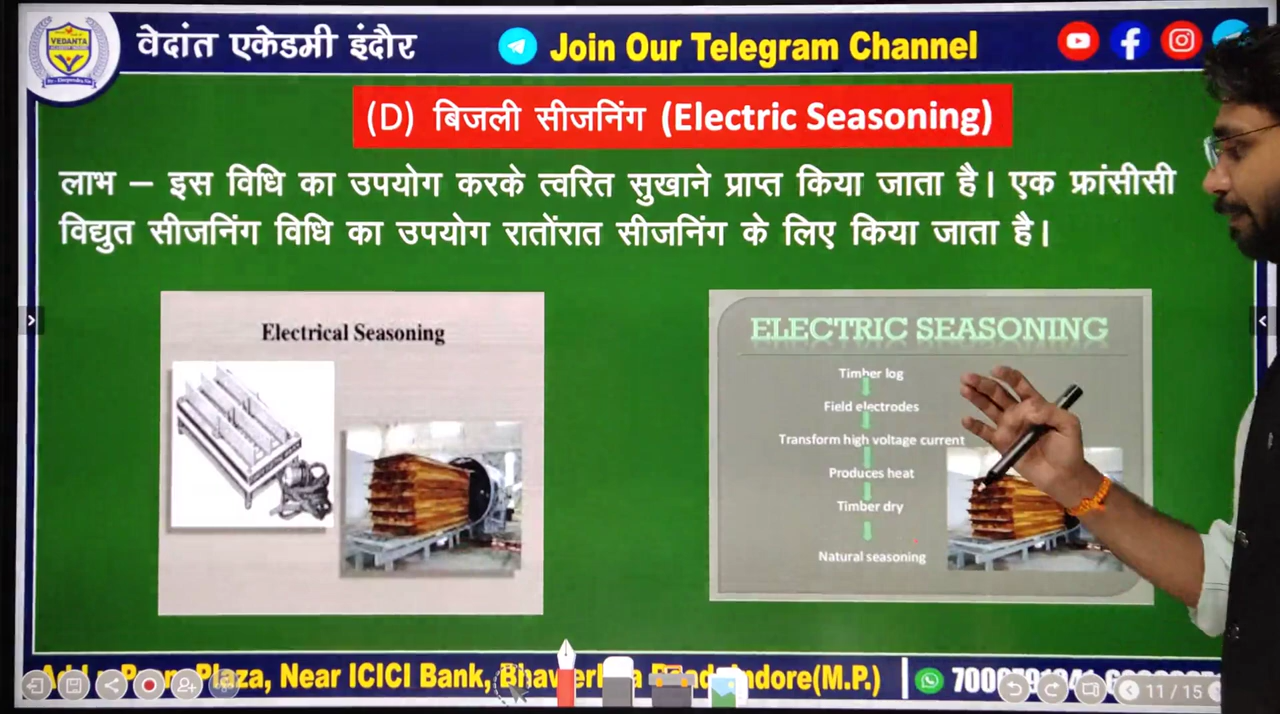 VEDANTA
वेदांत एकेडमी इंदौर
Join Our Telegram Channel
(D) बिजली सीजनिंग (Electric Seasoning)
लाभ – इस विधि का उपयोग करके त्वरित सुखाने प्राप्त किया जाता है। एक फ्रांसीसी
विद्युत सीजनिंग विधि का उपयोग रातोंरात सीजनिंग के लिए किया जाता है।
Electrical Seasoning
ELECTRIC SEASONING
Timber log
Field electrodes
Transform high voltage current
Produces heat
Timber dry
Natural seasoning
Plaza, Near ICICI Bank, Indore(M.P.)
11 / 15